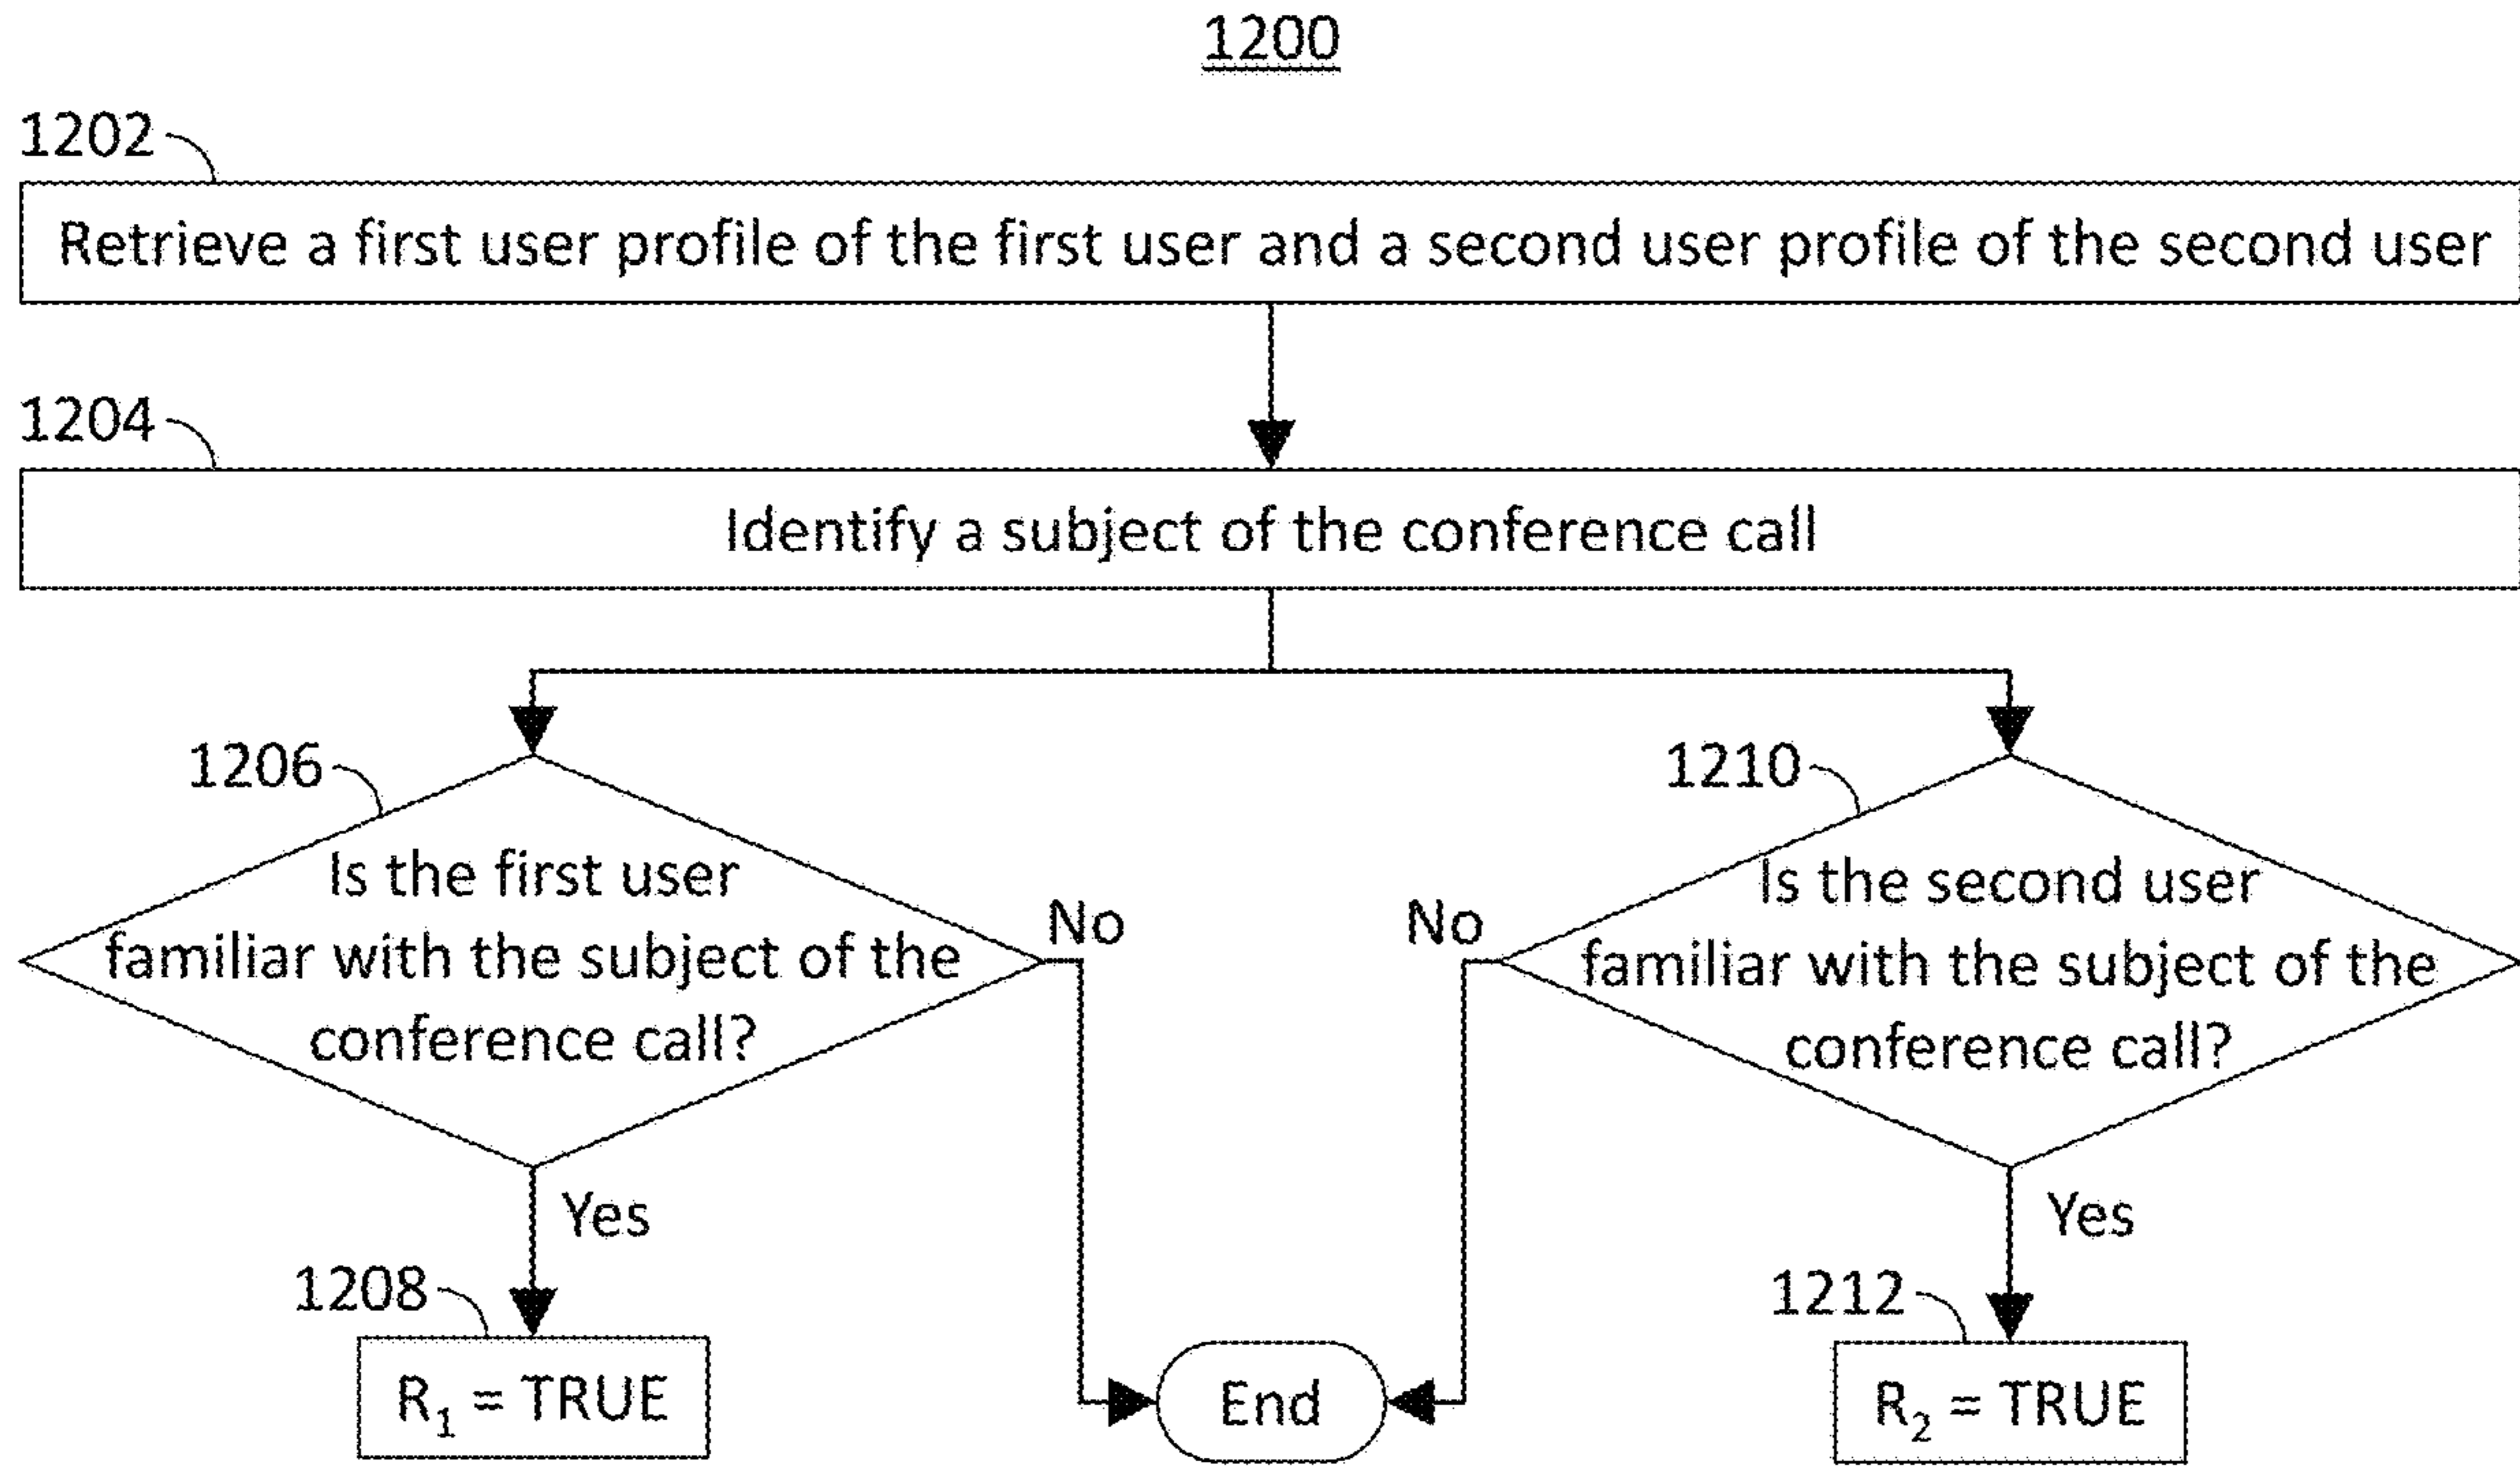 1200
1202
Retrieve a first user profile of the first user and a second user profile of the second user
1204
Identify a subject of the conference call
1206
Is the first user
familiar with the subject of the
conference call?
No
Yes
1208
R₁ = TRUE
1210
Is the second user
familiar with the subject of the
conference call?
No
Yes
1212
R₂ = TRUE
End